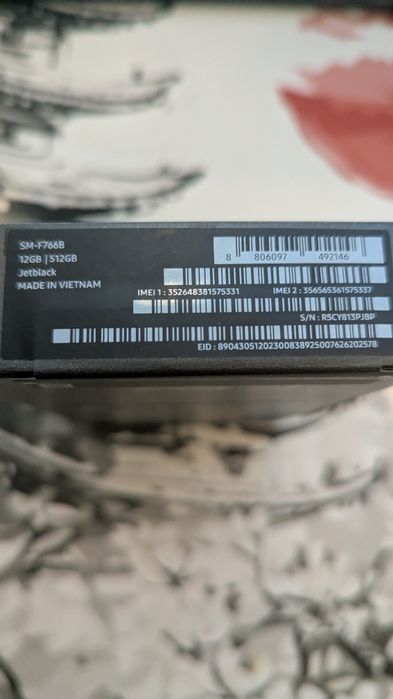 SM-F766B
12GB | 512GB
Jetblack
MADE IN VIETNAM
8 806097 492146
IMEI 1 : 352648381575331
IMEI 2 : 356565361575337
S/N : R5CY813PJBP
EID : 89043051202300838925007626202578